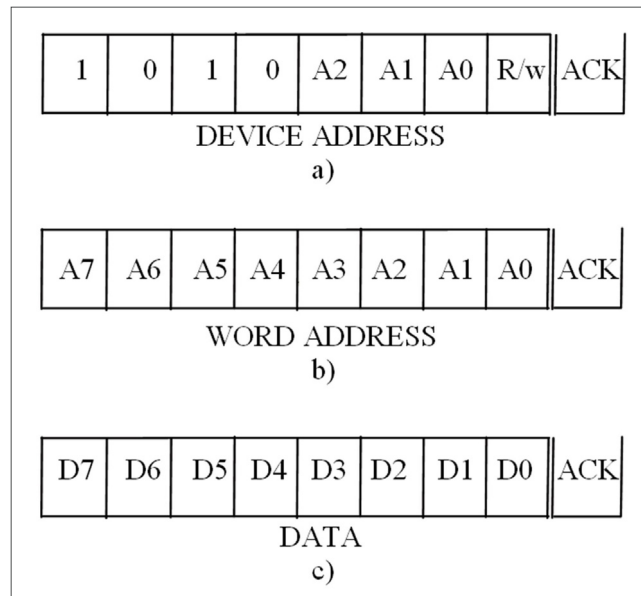 1 0 1 0 A2 A1 A0 R/w ACK
DEVICE ADDRESS
a)
A7 A6 A5 A4 A3 A2 A1 A0 ACK
WORD ADDRESS
b)
D7 D6 D5 D4 D3 D2 D1 D0 ACK
DATA
c)